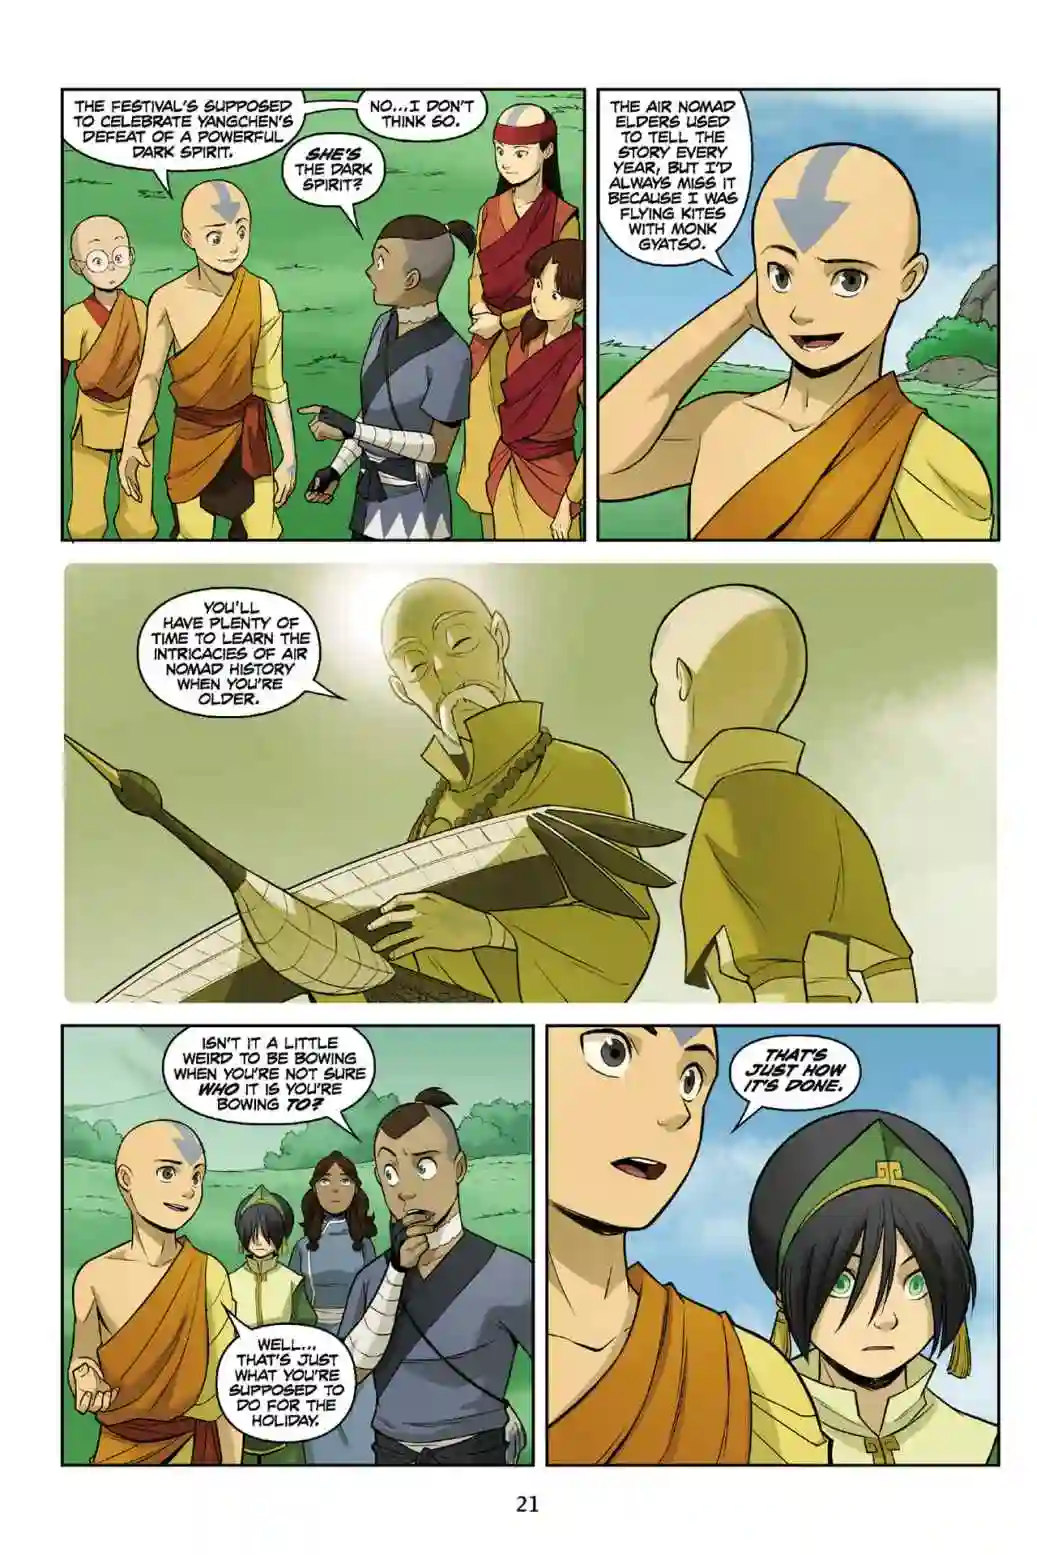 THE FESTIVAL'S SUPPOSED
TO CELEBRATE YANGCHEN'S
DEFEAT OF A POWERFUL
DARK SPIRIT.
SHE'S
THE DARK
SPIRIT?
NO...I DON'T
THINK SO.
THE AIR NOMAD
ELDERS USED
TO TELL THE
STORY EVERY
YEAR, BUT I'D
ALWAYS MISS IT
BECAUSE I WAS
FLYING KITES
WITH MONK
GYATSO.
YOU'LL
HAVE PLENTY OF
TIME TO LEARN THE
INTRICACIES OF AIR
NOMAD HISTORY
WHEN YOU'RE
OLDER.
ISN'T IT A LITTLE
WEIRD TO BE BOWING
WHEN YOU'RE NOT SURE
WHO IT IS YOU'RE
BOWING TO?
WELL...
THAT'S JUST
WHAT YOU'RE
SUPPOSED TO
DO FOR THE
HOLIDAY.
THAT'S
JUST HOW
IT'S DONE.
21